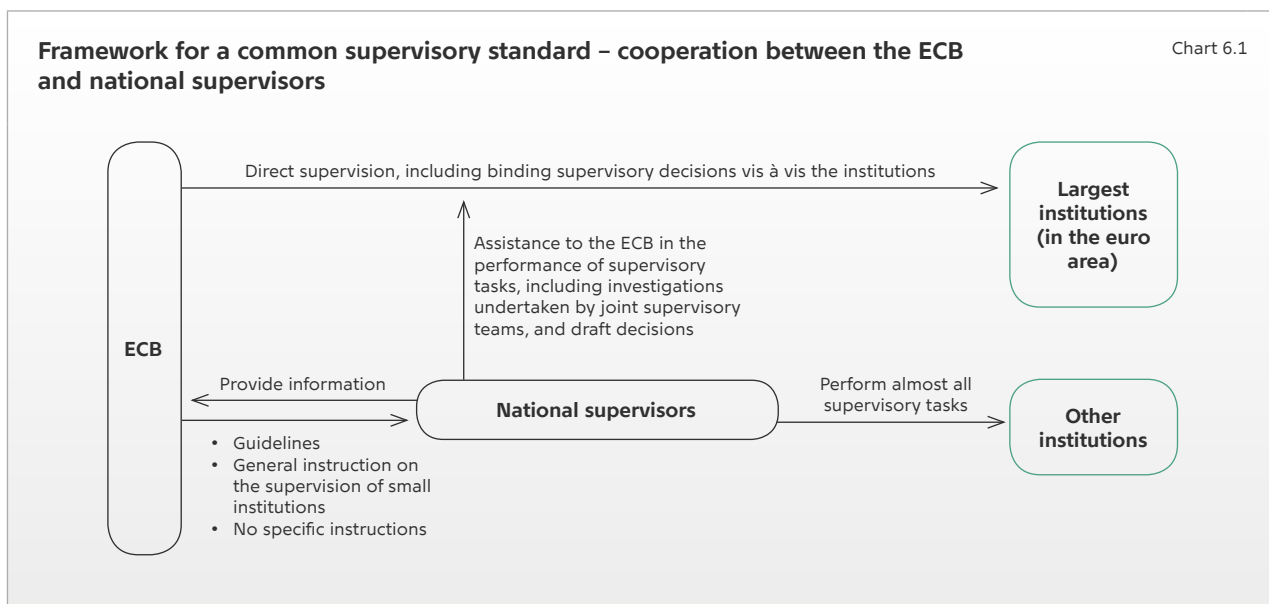 Framework for a common supervisory standard – cooperation between the ECB
and national supervisors
Chart 6.1
Direct supervision, including binding supervisory decisions vis à vis the institutions
Largest
institutions
(in the euro
area)
Assistance to the ECB in the
performance of supervisory
tasks, including investigations
undertaken by joint supervisory
teams, and draft decisions
ECB
Provide information
National supervisors
Perform almost all
supervisory tasks
Other
institutions
• Guidelines
• General instruction on
the supervision of small
institutions
• No specific instructions